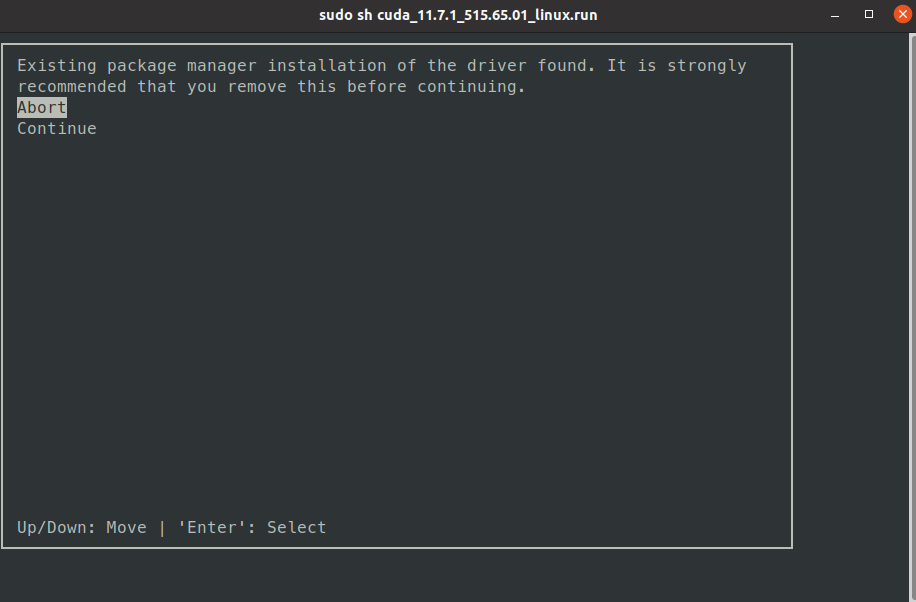 sudo sh cuda_11.7.1_515.65.01_linux.run
Existing package manager installation of the driver found. It is strongly
recommended that you remove this before continuing.
Abort
Continue
Up/Down: Move | 'Enter': Select